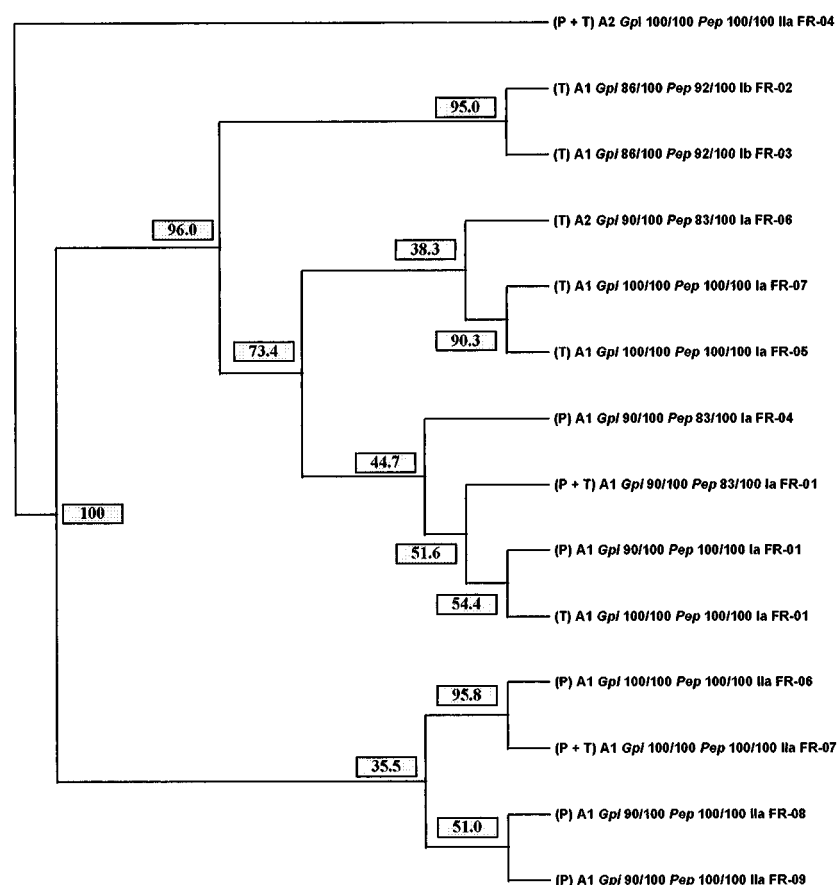 (P + T) A2 Gpi 100/100 Pep 100/100 IIa FR-04
(T) A1 Gpi 86/100 Pep 92/100 Ib FR-02
95.0
(T) A1 Gpi 86/100 Pep 92/100 Ib FR-03
96.0
(T) A2 Gpi 90/100 Pep 83/100 Ia FR-06
38.3
(T) A1 Gpi 100/100 Pep 100/100 Ia FR-07
90.3
(T) A1 Gpi 100/100 Pep 100/100 Ia FR-05
73.4
(P) A1 Gpi 90/100 Pep 83/100 Ia FR-04
44.7
(P + T) A1 Gpi 90/100 Pep 83/100 Ia FR-01
100
51.6
(P) A1 Gpi 90/100 Pep 100/100 Ia FR-01
54.4
(T) A1 Gpi 100/100 Pep 100/100 Ia FR-01
(P) A1 Gpi 100/100 Pep 100/100 IIa FR-06
95.8
(P + T) A1 Gpi 100/100 Pep 100/100 IIa FR-07
35.5
(P) A1 Gpi 90/100 Pep 100/100 IIa FR-08
51.0
(P) A1 Gpi 90/100 Pep 100/100 IIa FR-09